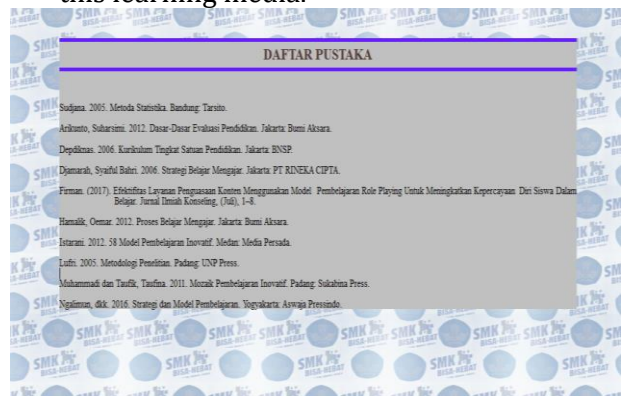 this learning media.
DAFTAR PUSTAKA
Sudjana. 2005. Metoda Statistika. Bandung: Tarsito.
Arikunto, Suharsimi. 2012. Dasar-Dasar Evaluasi Pendidikan. Jakarta: Bumi Aksara.
Depdiknas. 2006. Kurikulum Tingkat Satuan Pendidikan. Jakarta: BNSP.
Djamarah, Syaiful Bahri. 2006. Strategi Belajar Mengajar. Jakarta: PT RINEKA CIPTA.
Firman. (2017). Efektifitas Layanan Penguasaan Konten Menggunakan Model Pembelajaran Role Playing Untuk Meningkatkan Kepercayaan Diri Siswa Dalam
Belajar. Jurnal Ilmiah Konseling, (Juli), 1–8.
Hamalik, Oemar. 2012. Proses Belajar Mengajar. Jakarta: Bumi Aksara.
Istarani. 2012. 58 Model Pembelajaran Inovatif. Medan: Media Persada.
Lufri. 2005. Metodologi Penelitian. Padang: UNP Press.
Muhammadi dan Taufik, Taufina. 2011. Mozaik Pembelajaran Inovatif. Padang: Sukabina Press.
Ngalimun, dkk. 2016. Strategi dan Model Pembelajaran. Yogyakarta: Aswaja Pressindo.
SMK BISA-HEBAT